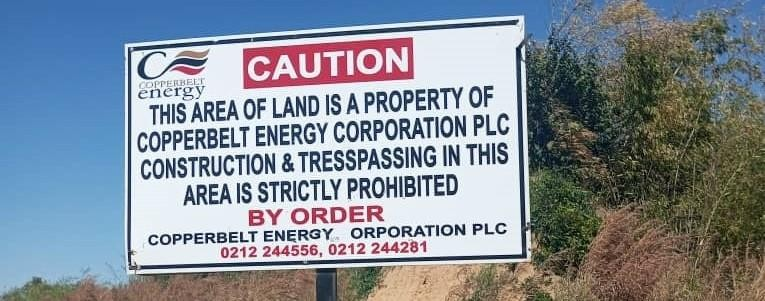 CAUTION
COPPERBELT
energy
THIS AREA OF LAND IS A PROPERTY OF
COPPERBELT ENERGY CORPORATION PLC
CONSTRUCTION & TRESSPASSING IN THIS
AREA IS STRICTLY PROHIBITED
BY ORDER
COPPERBELT ENERGY ORPORATION PLC
0212 244556, 0212 244281